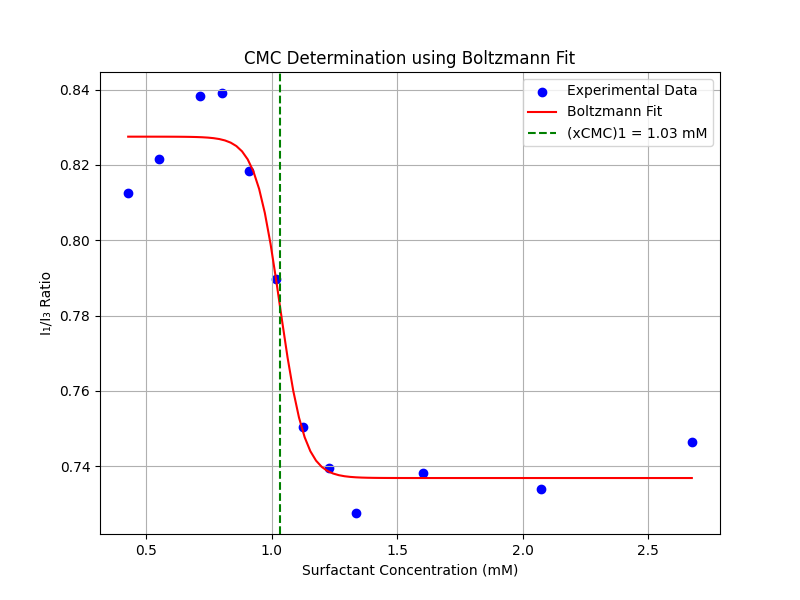 CMC Determination using Boltzmann Fit
Experimental Data
Boltzmann Fit
(xCMC)1 = 1.03 mM
I₁/I₃ Ratio
0.84
0.82
0.80
0.78
0.76
0.74
0.5
1.0
1.5
2.0
2.5
Surfactant Concentration (mM)